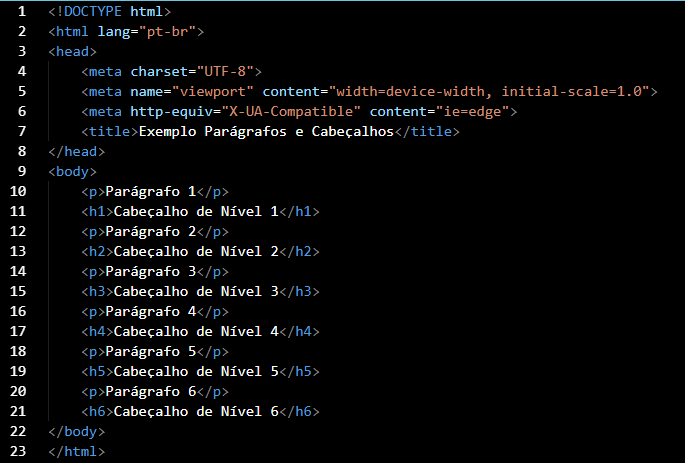 1 <!DOCTYPE html>
2 <html lang="pt-br">
3 <head>
4     <meta charset="UTF-8">
5     <meta name="viewport" content="width=device-width, initial-scale=1.0">
6     <meta http-equiv="X-UA-Compatible" content="ie=edge">
7     <title>Exemplo Parágrafos e Cabeçalhos</title>
8 </head>
9 <body>
10     <p>Parágrafo 1</p>
11     <h1>Cabeçalho de Nível 1</h1>
12     <p>Parágrafo 2</p>
13     <h2>Cabeçalho de Nível 2</h2>
14     <p>Parágrafo 3</p>
15     <h3>Cabeçalho de Nível 3</h3>
16     <p>Parágrafo 4</p>
17     <h4>Cabeçalho de Nível 4</h4>
18     <p>Parágrafo 5</p>
19     <h5>Cabeçalho de Nível 5</h5>
20     <p>Parágrafo 6</p>
21     <h6>Cabeçalho de Nível 6</h6>
22 </body>
23 </html>